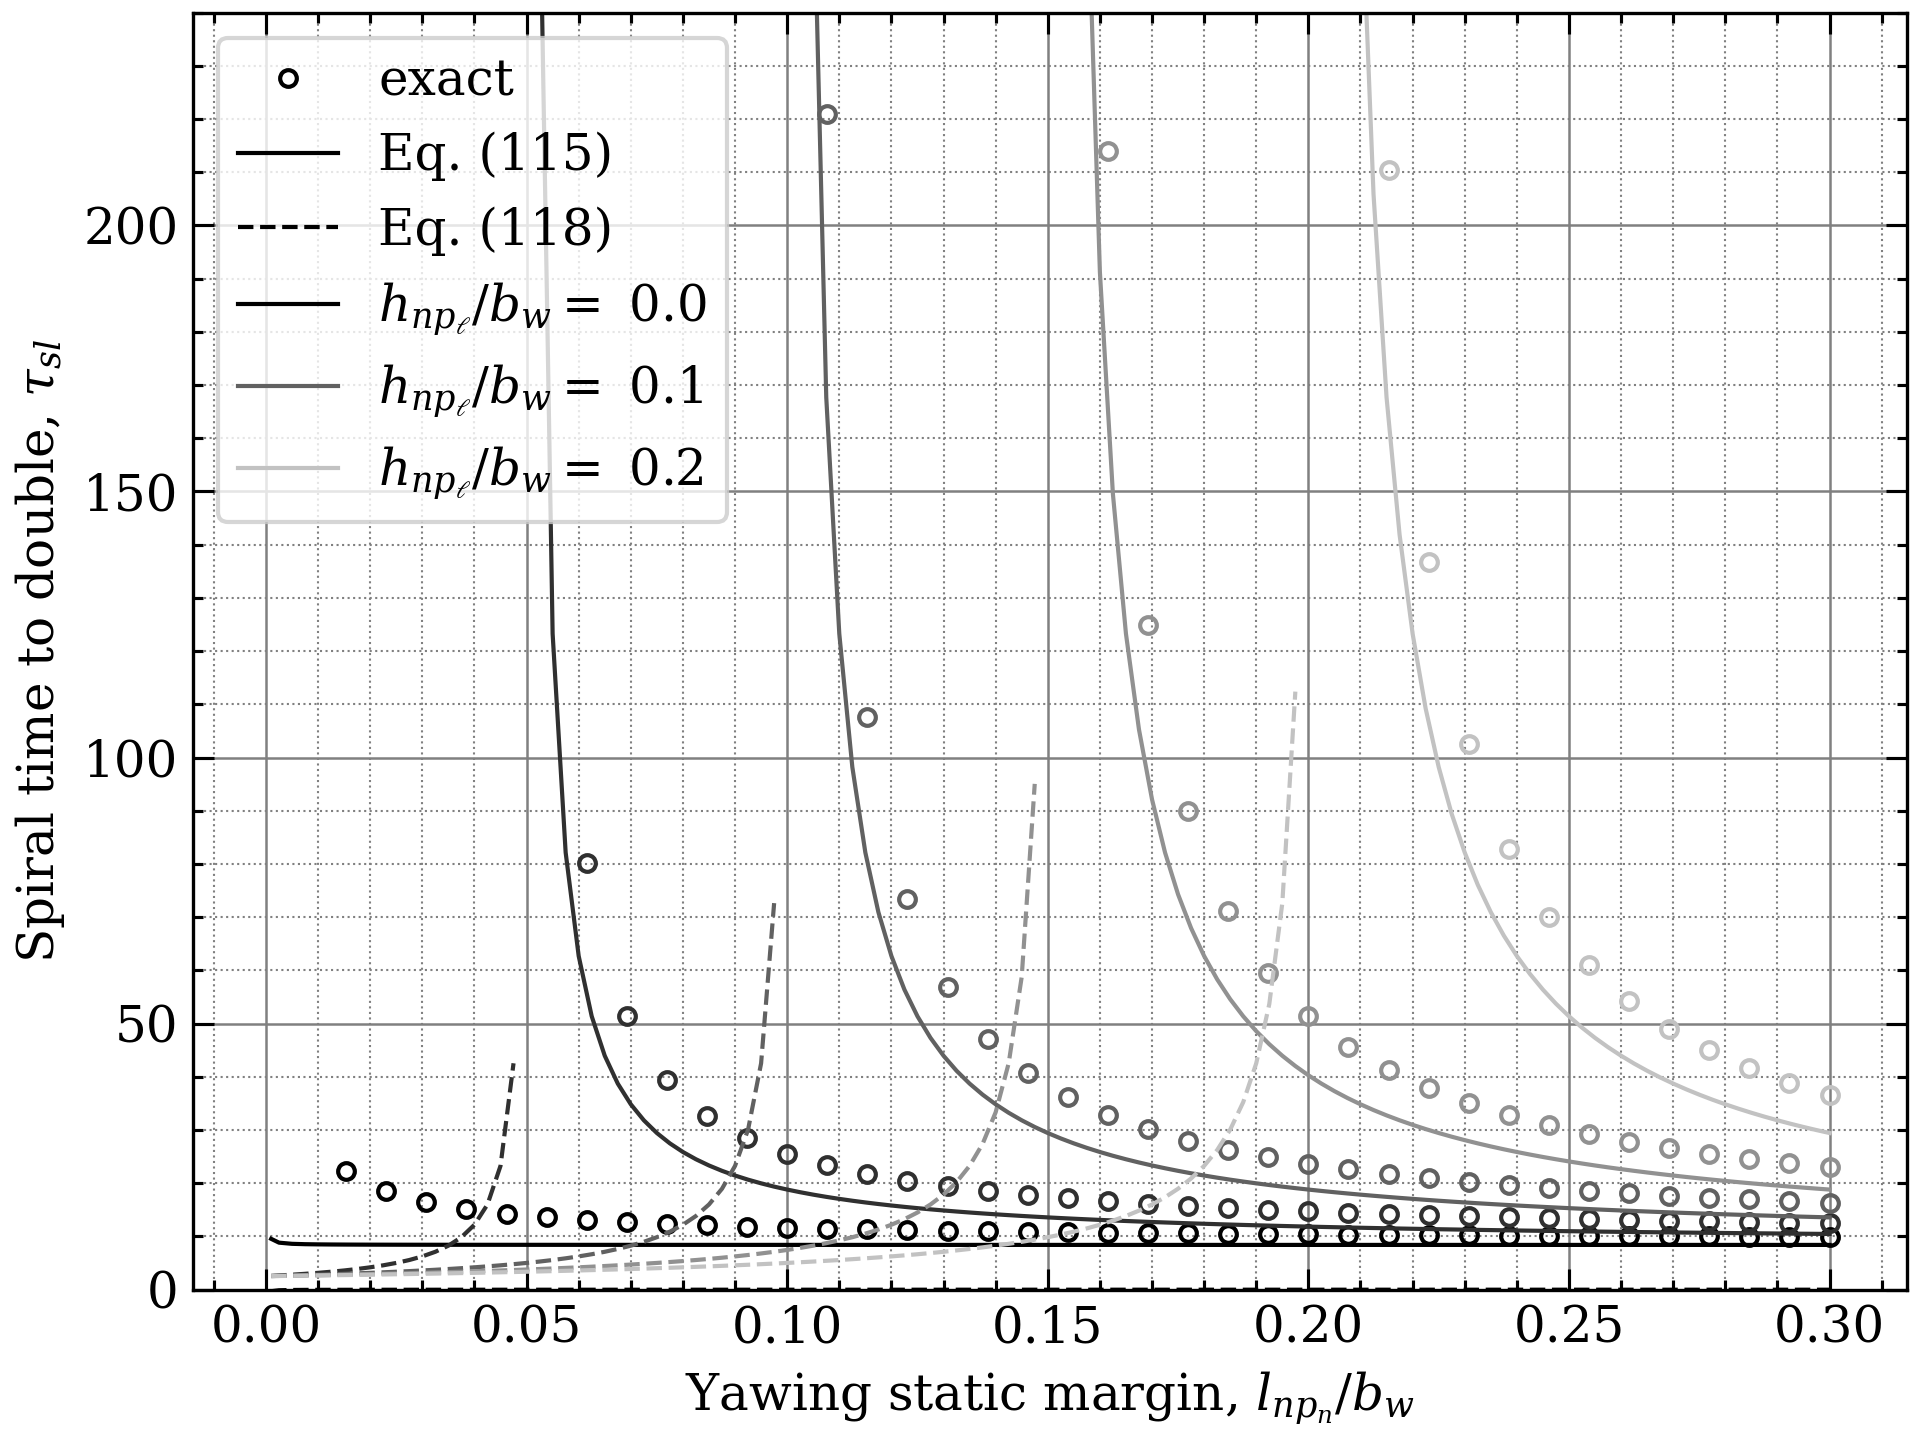 exact
Eq. (115)
Eq. (118)
h_{np_ℓ}/b_w = 0.0
h_{np_ℓ}/b_w = 0.1
h_{np_ℓ}/b_w = 0.2
Spiral time to double, τ_{sl}
200
150
100
50
0
0.00 0.05 0.10 0.15 0.20 0.25 0.30
Yawing static margin, l_{np_n}/b_w